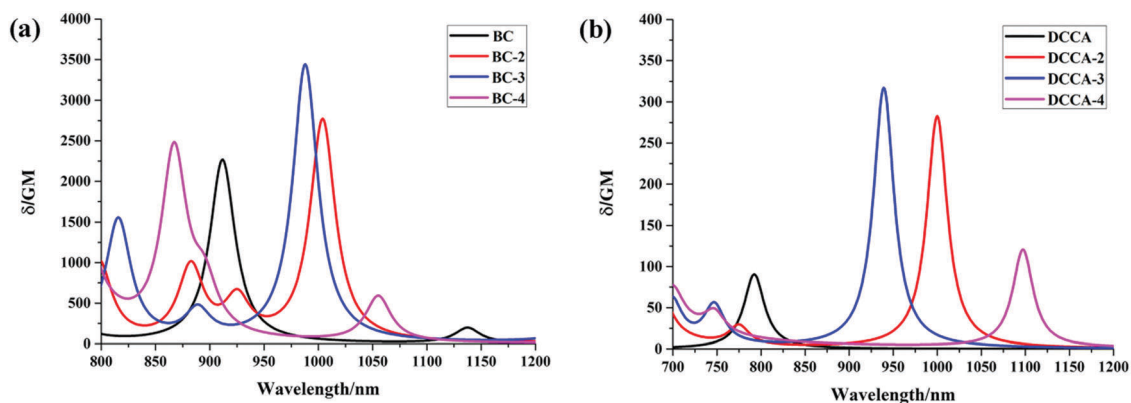 (a)
BC
BC-2
BC-3
BC-4
4000
3500
3000
2500
2000
1500
1000
500
0
δ/GM
800 850 900 950 1000 1050 1100 1150 1200
Wavelength/nm
(b)
DCCA
DCCA-2
DCCA-3
DCCA-4
400
350
300
250
200
150
100
50
0
δ/GM
700 750 800 850 900 950 1000 1050 1100 1150 1200
Wavelength/nm